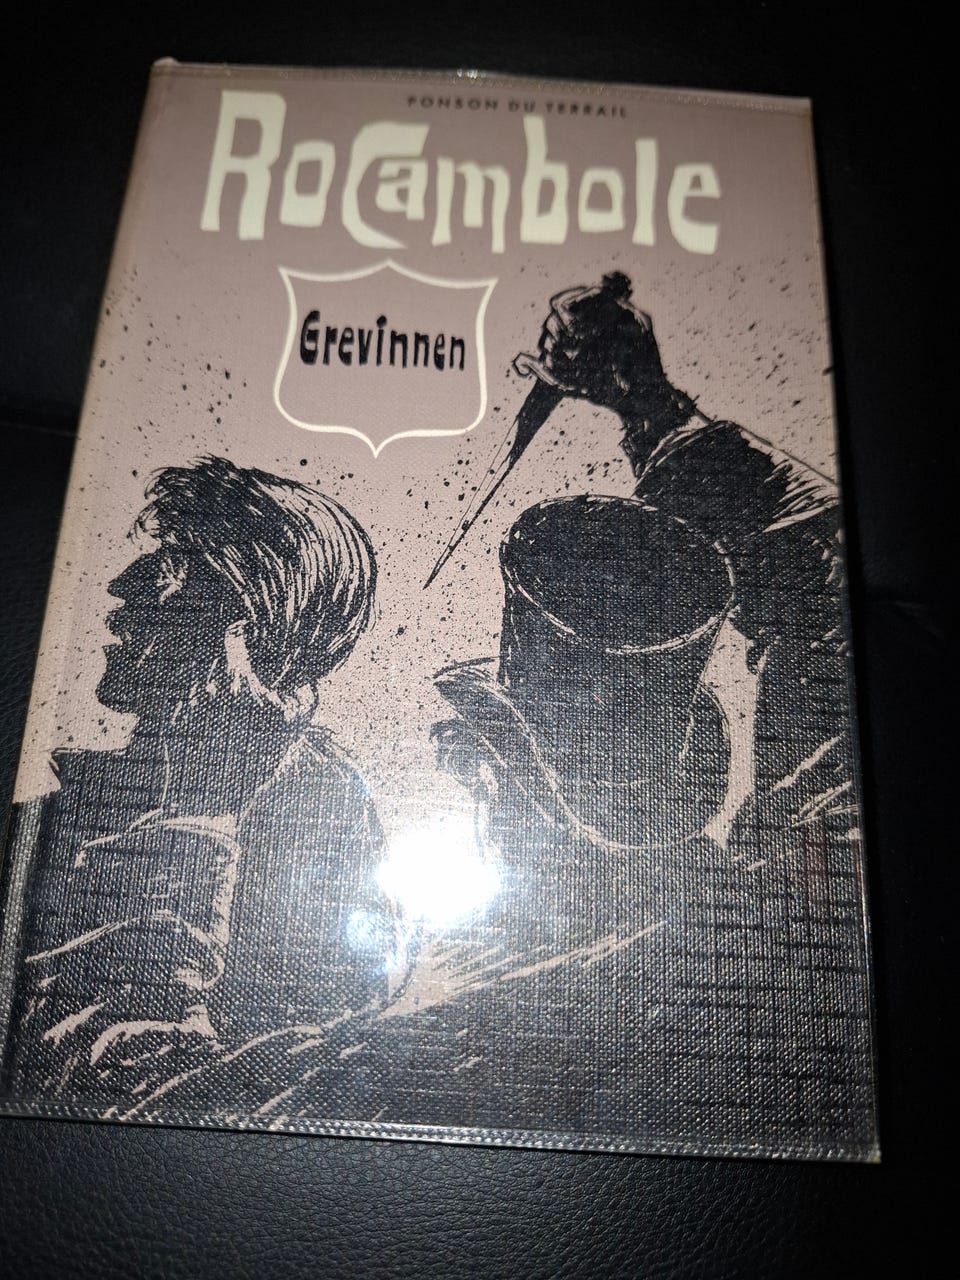 PONSON DU TERRAIL
Rocambole
Grevinnen